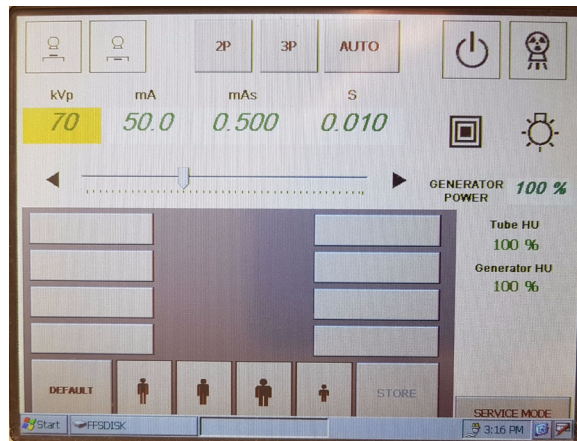 2P 3P AUTO
kVp mA mAs S
70 50.0 0.500 0.010
GENERATOR POWER 100 %
Tube HU
100 %
Generator HU
100 %
DEFAULT STORE
SERVICE MODE
Start FFSDISK 3:16 PM